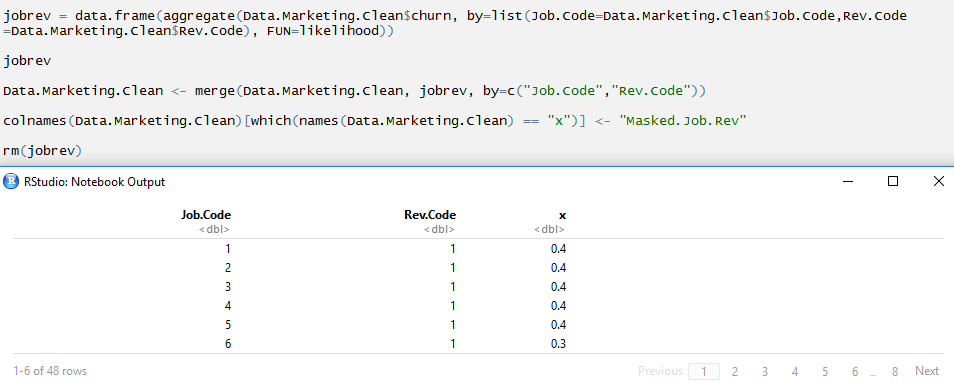 jobrev = data.frame(aggregate(Data.Marketing.Clean$churn, by=list(Job.Code=Data.Marketing.Clean$Job.Code,Rev.Code
=Data.Marketing.Clean$Rev.Code), FUN=likelihood))
jobrev
Data.Marketing.Clean <- merge(Data.Marketing.Clean, jobrev, by=c("Job.Code","Rev.Code"))
colnames(Data.Marketing.Clean)[which(names(Data.Marketing.Clean) == "x")] <- "Masked.Job.Rev"
rm(jobrev)
R RStudio: Notebook Output
Job.Code Rev.Code x
<dbl> <dbl> <dbl>
1 1 0.4
2 1 0.4
3 1 0.4
4 1 0.4
5 1 0.4
6 1 0.3
1-6 of 48 rows Previous 1 2 3 4 5 6 ... 8 Next